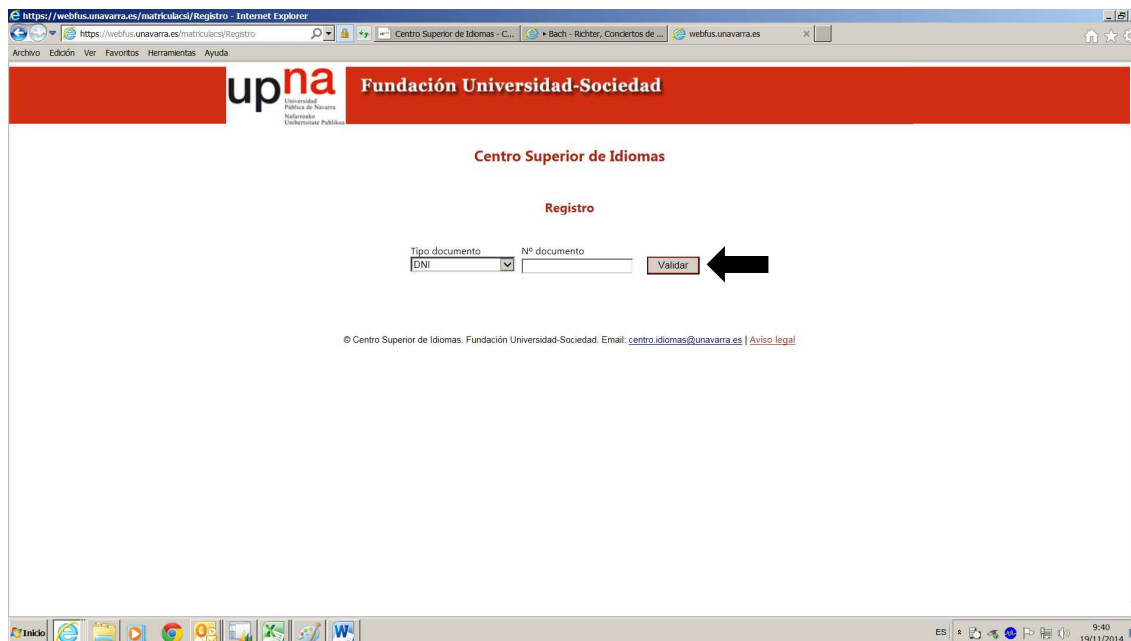 https://webfus.unavarra.es/matriculacsi/Registro - Internet Explorer
https://webfus.unavarra.es/matriculacsi/Registro
Centro Superior de Idiomas - C...
Bach - Richter, Conciertos de ...
webfus.unavarra.es
Archivo Edición Ver Favoritos Herramientas Ayuda
upna
Universidad
Pública de Navarra
Nafarroako
Unibertsitate Publikoa
Fundación Universidad-Sociedad
Centro Superior de Idiomas
Registro
Tipo documento Nº documento
DNI Validar
© Centro Superior de Idiomas. Fundación Universidad-Sociedad. Email: centro.idiomas@unavarra.es | Aviso legal
Inicio
ES
9:40
19/11/2014